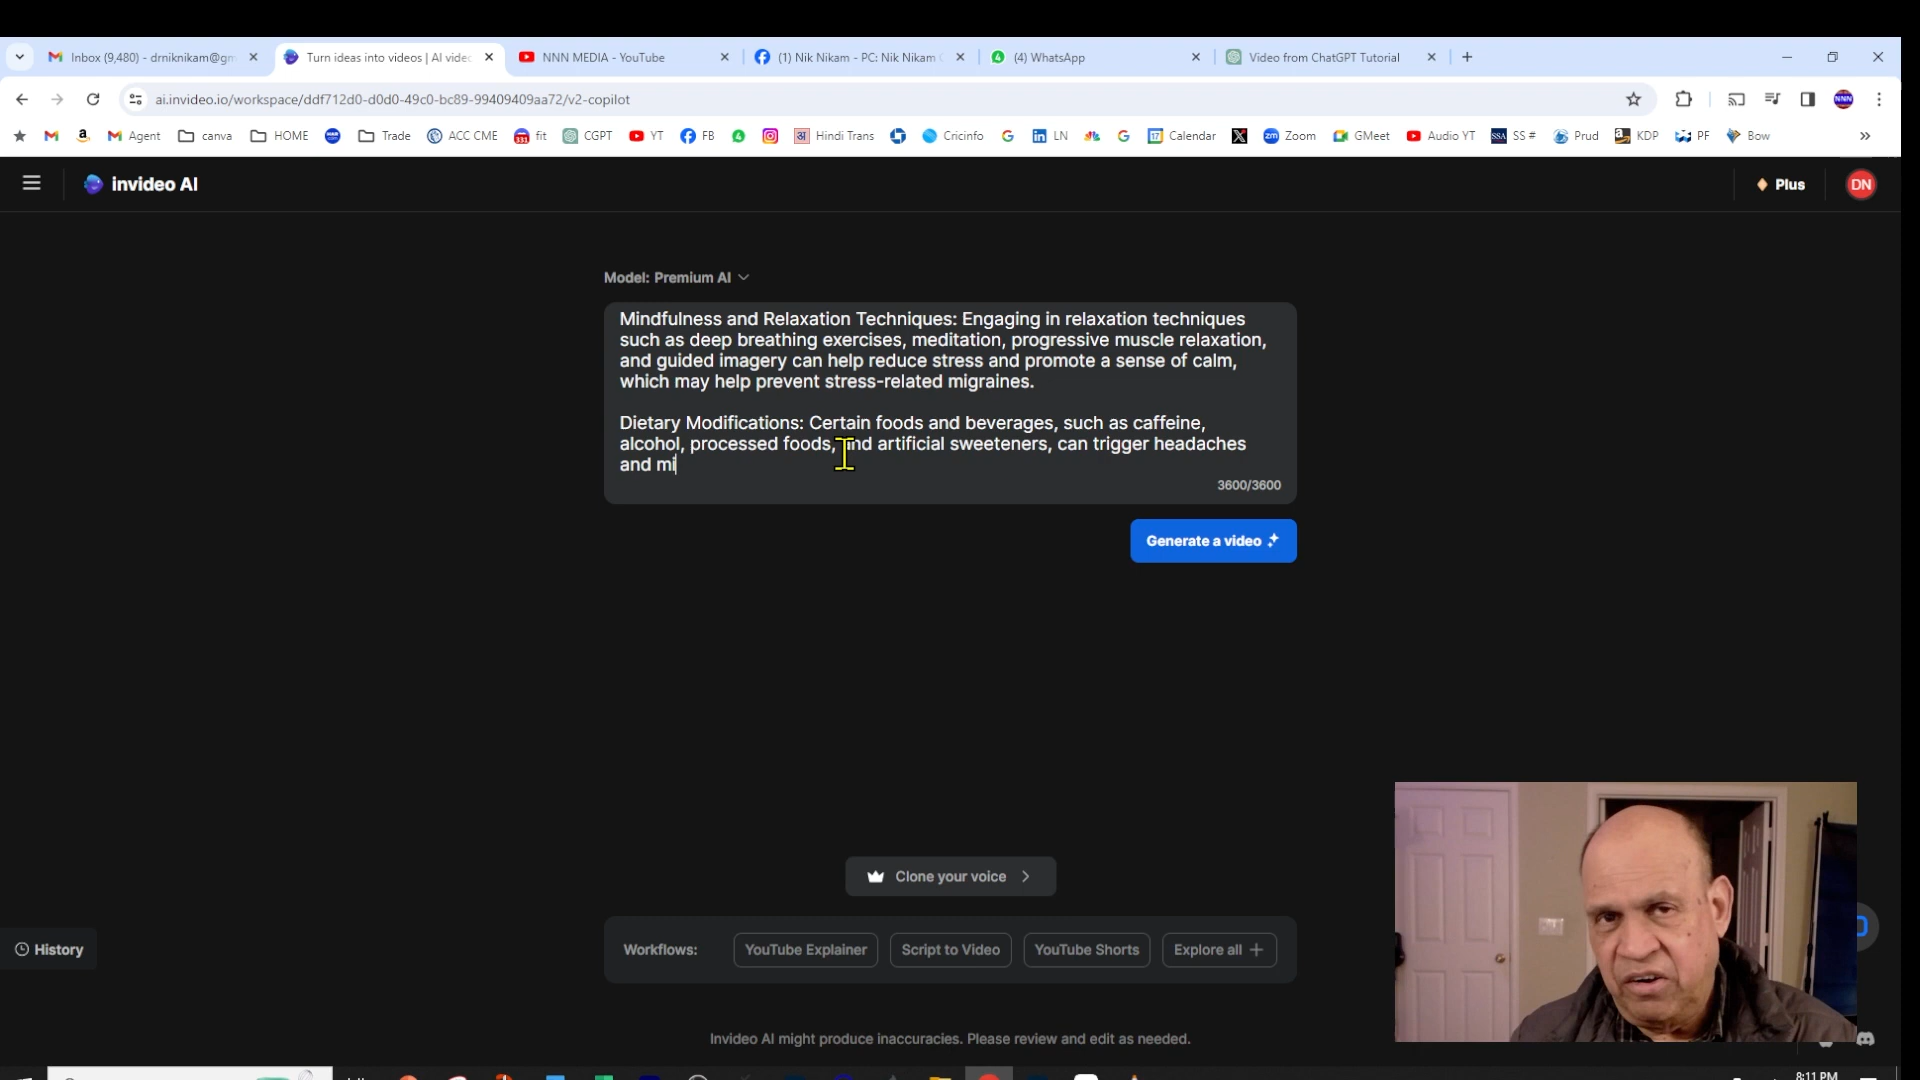 Inbox (9,480) - drniknikam@gm
Turn ideas into videos | AI videc
NNN MEDIA - YouTube
(1) Nik Nikam - PC: Nik Nikam
(4) WhatsApp
Video from ChatGPT Tutorial
ai.invideo.io/workspace/ddf712d0-d0d0-49c0-bc89-99409409aa72/v2-copilot
NNN
Agent
canva
HOME
Trade
ACC CME
fit
CGPT
YT
FB
Hindi Trans
Cricinfo
LN
Calendar
Zoom
GMeet
Audio YT
SS #
Prud
KDP
PF
Bow
invideo AI
Plus
DN
Model: Premium AI
Mindfulness and Relaxation Techniques: Engaging in relaxation techniques
such as deep breathing exercises, meditation, progressive muscle relaxation,
and guided imagery can help reduce stress and promote a sense of calm,
which may help prevent stress-related migraines.
Dietary Modifications: Certain foods and beverages, such as caffeine,
alcohol, processed foods, and artificial sweeteners, can trigger headaches
and mi
3600/3600
Generate a video
Clone your voice
History
Workflows:
YouTube Explainer
Script to Video
YouTube Shorts
Explore all
Invideo AI might produce inaccuracies. Please review and edit as needed.
8:11 PM